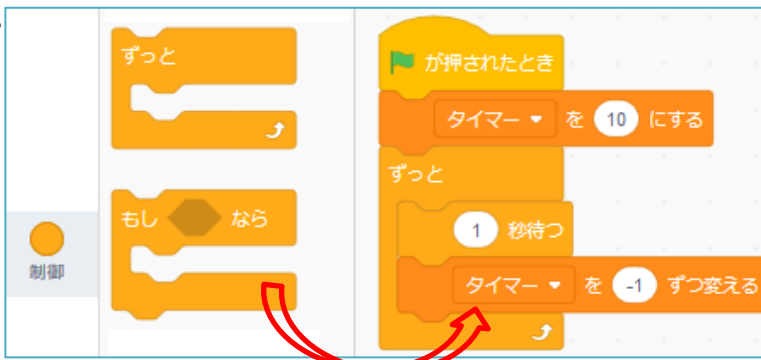 ずっと
もし なら
制御
が押されたとき
タイマー を 10 にする
ずっと
1 秒待つ
タイマー を -1 ずつ変える